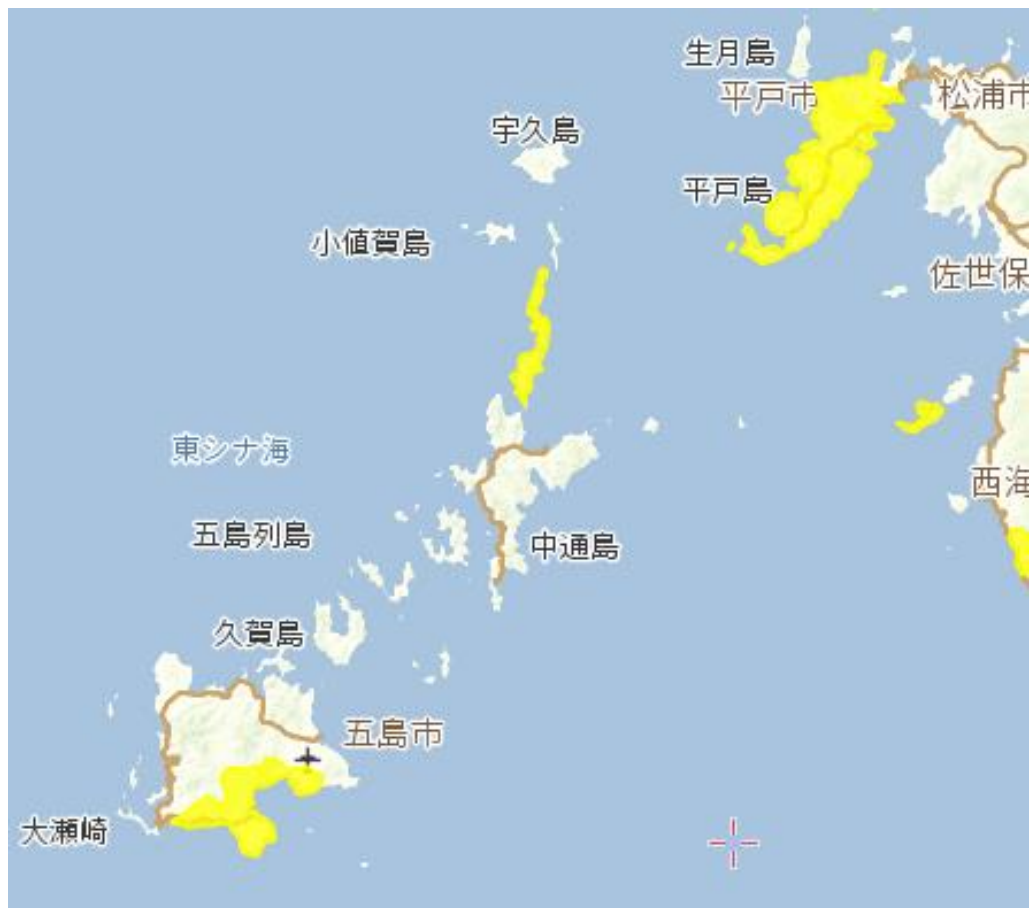 生月島
平戸市
松浦市
宇久島
平戸島
小値賀島
佐世保
東シナ海
西海
五島列島
中通島
久賀島
五島市
大瀬崎